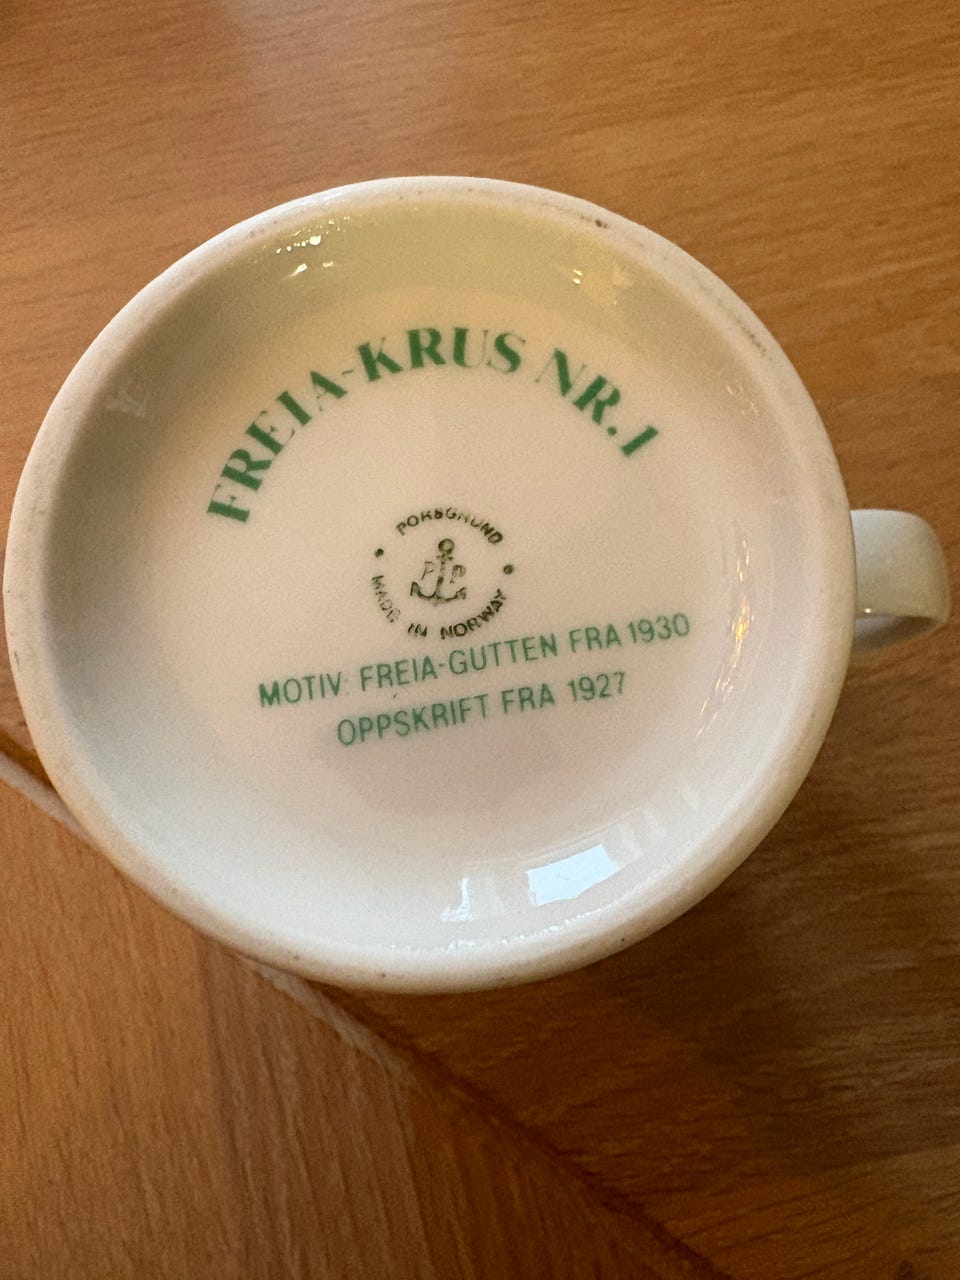 FREIA-KRUS NR.1
PORSGRUND
P P
MADE IN NORWAY
MOTIV: FREIA-GUTTEN FRA 1930
OPPSKRIFT FRA 1927